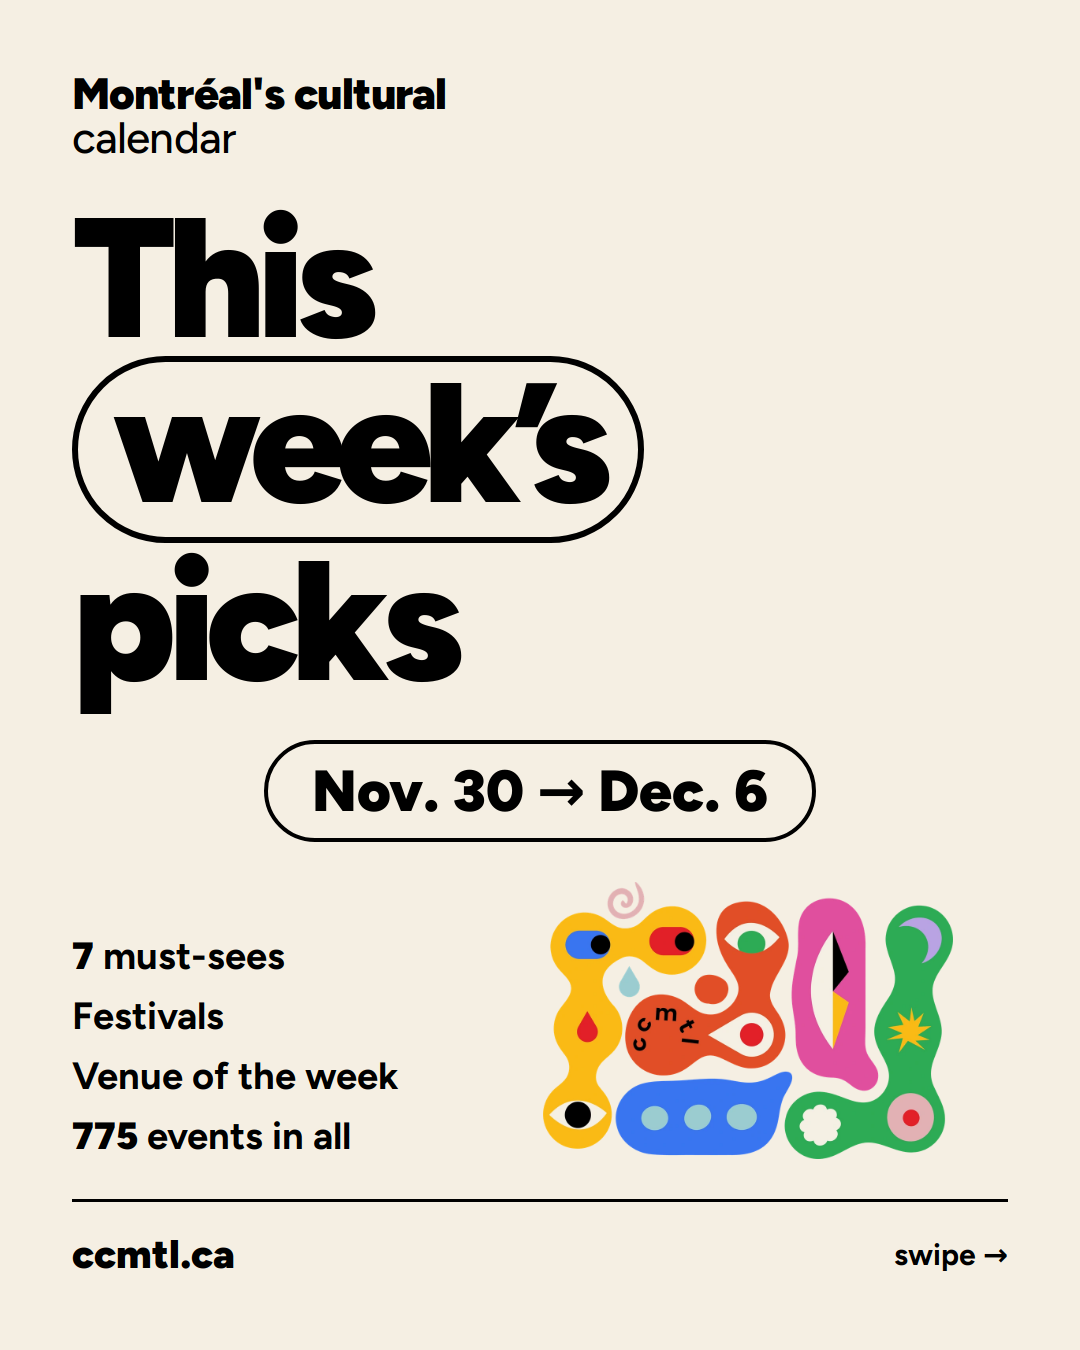 Montréal's cultural
calendar
This
week’s
picks
Nov. 30 → Dec. 6
7 must-sees
Festivals
Venue of the week
775 events in all
ccmtl
ccmtl.ca
swipe →